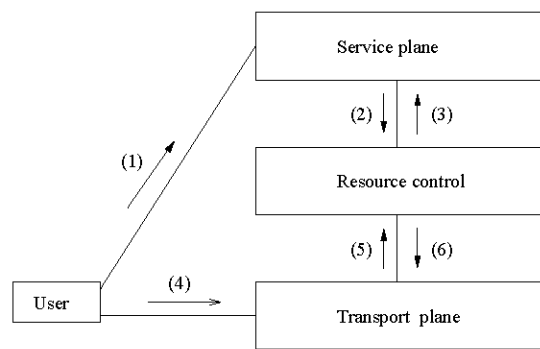 Service plane
(2)
(3)
(1)
Resource control
(5)
(6)
User
(4)
Transport plane